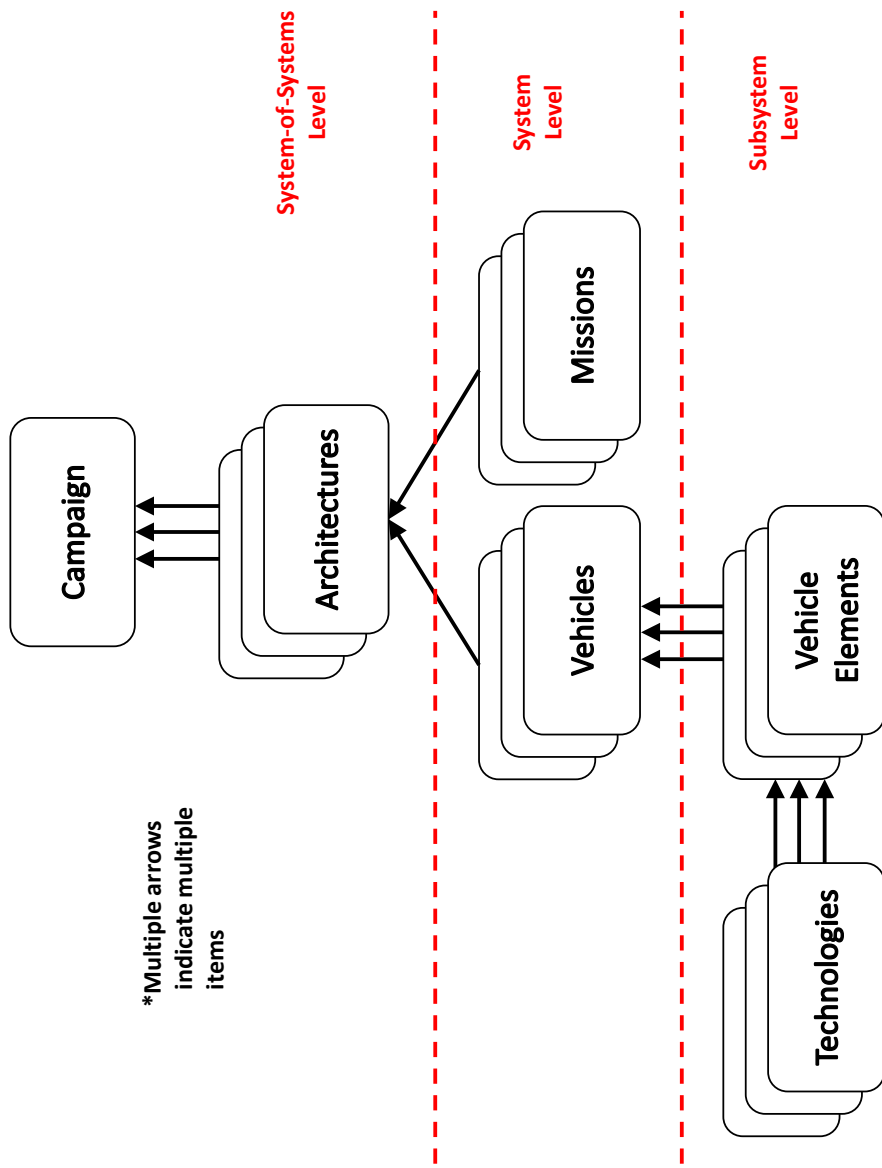 Campaign
*Multiple arrows
indicate multiple
items
Architectures
System-of-Systems
Level
Vehicles
Missions
System
Level
Technologies
Vehicle
Elements
Subsystem
Level